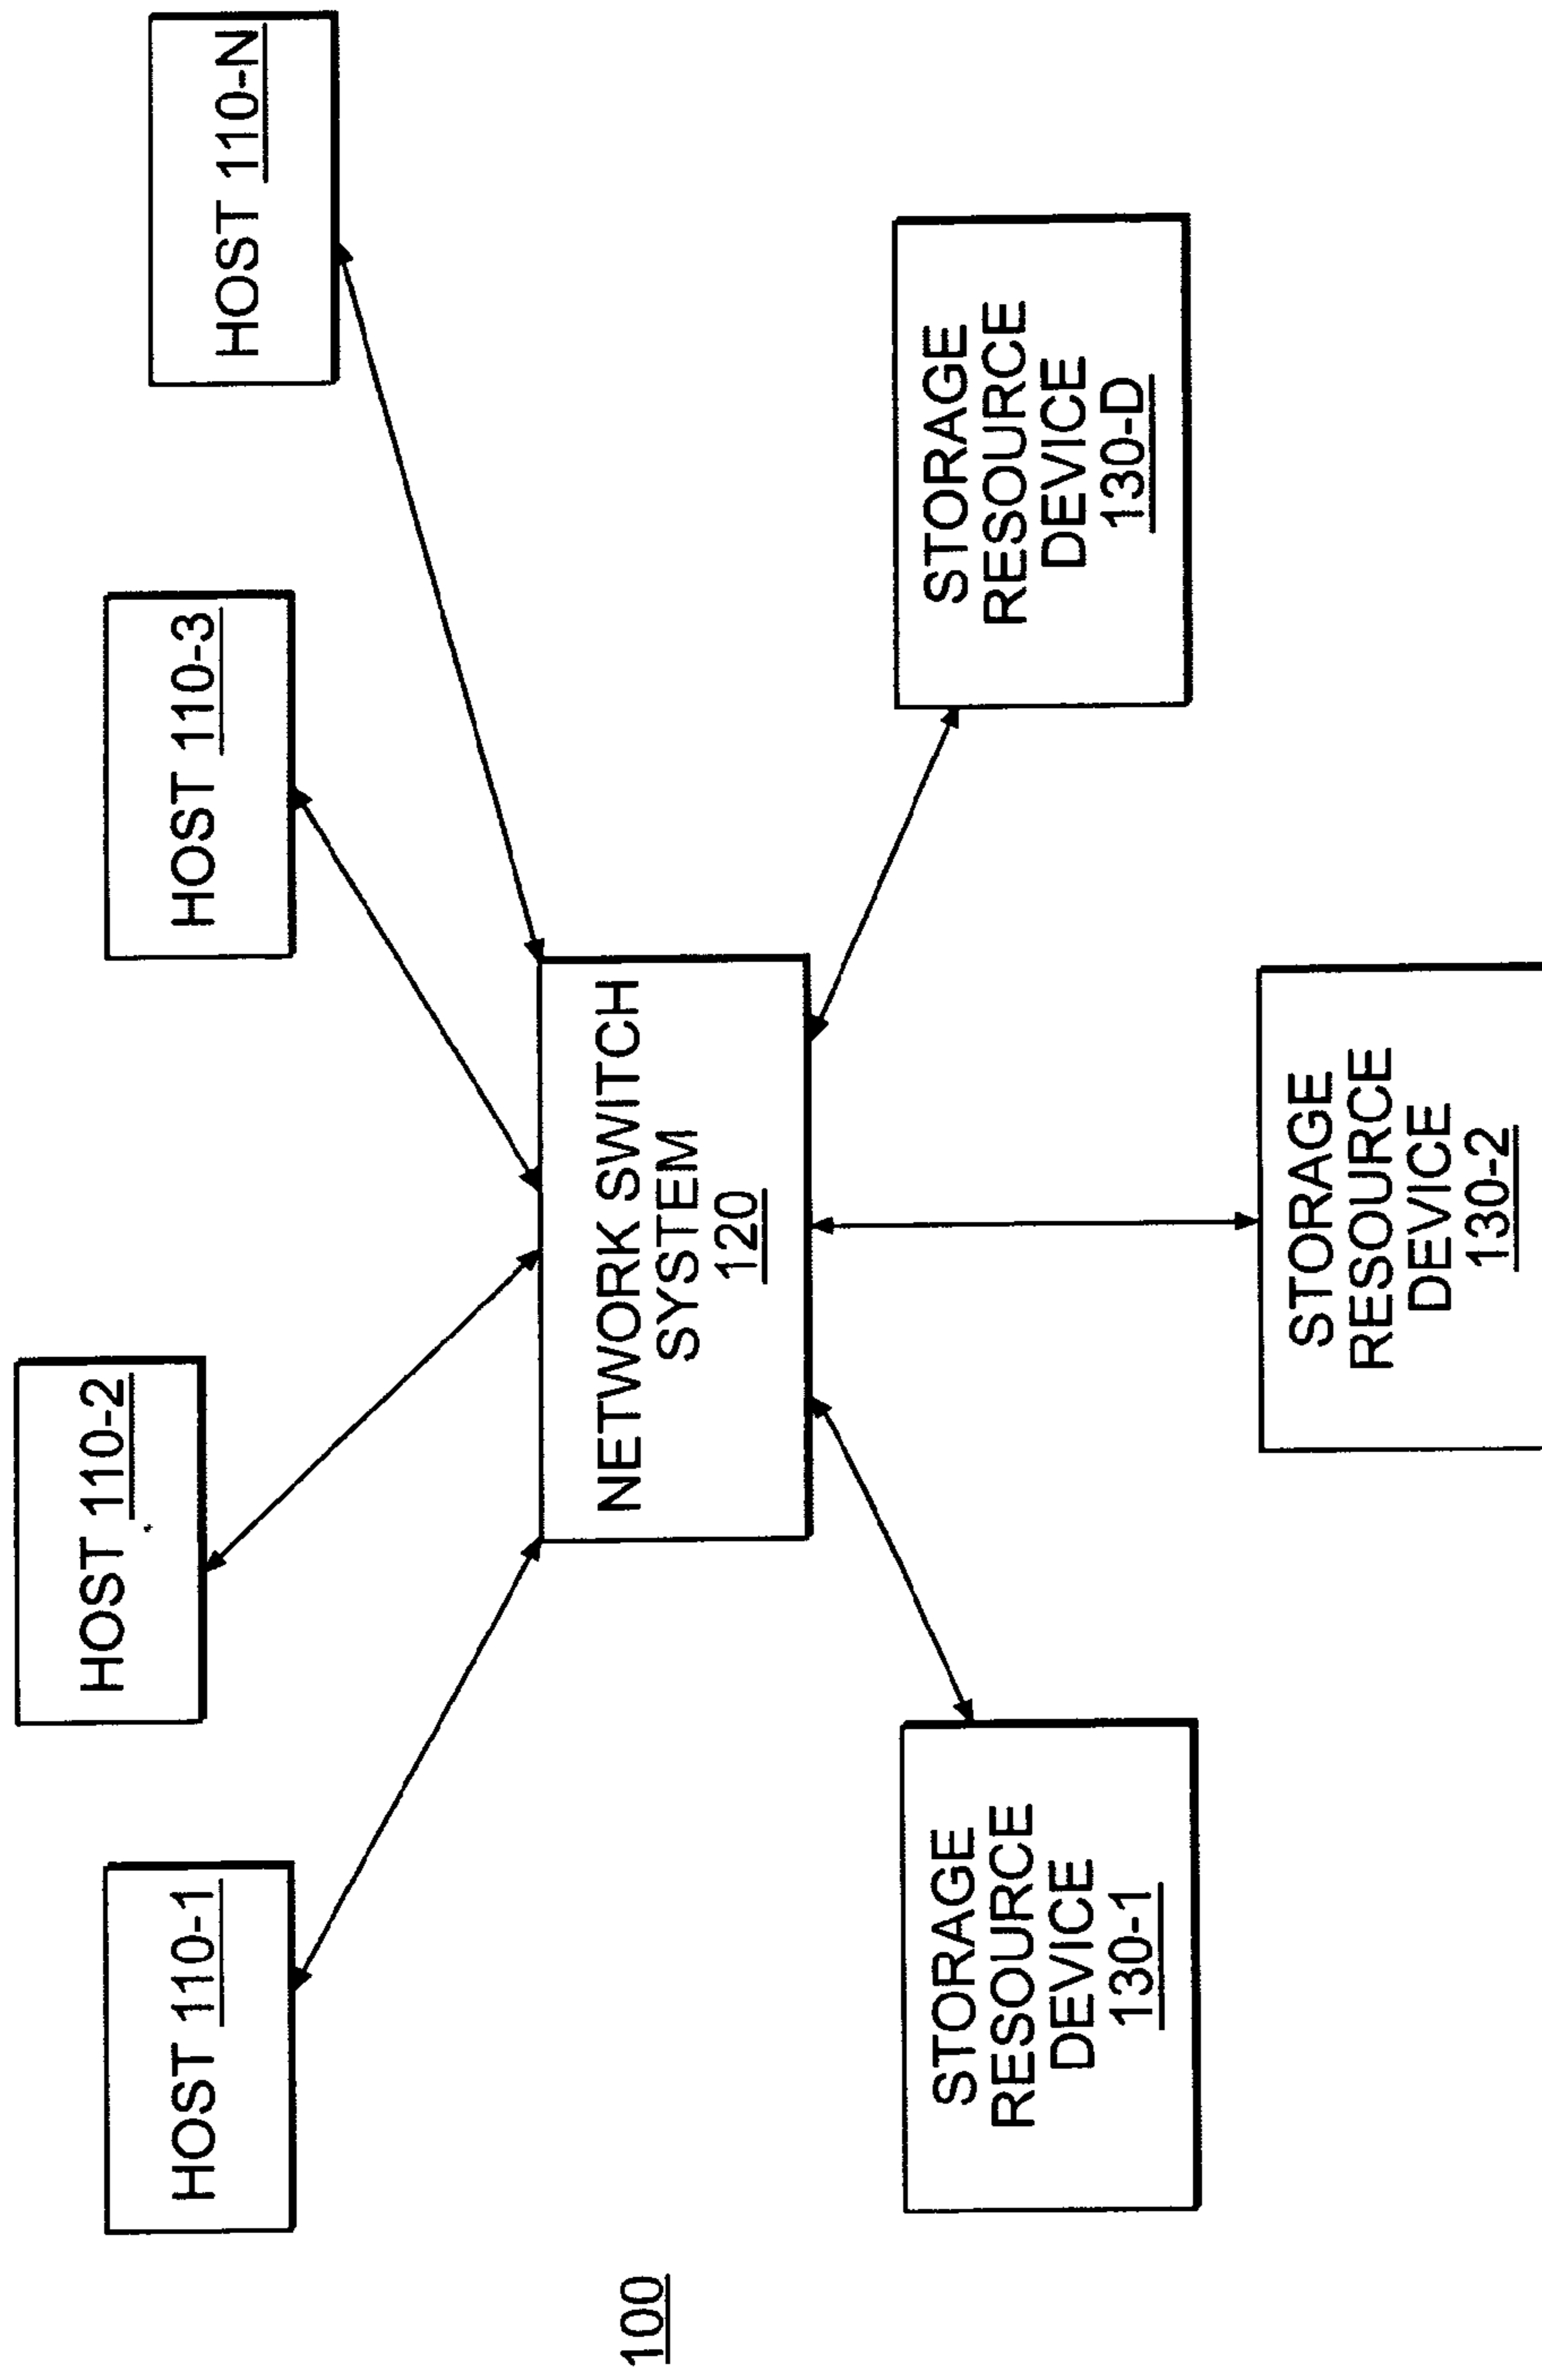 HOST 110-1
HOST 110-2
HOST 110-3
HOST 110-N
100
NETWORK SWITCH
SYSTEM
120
STORAGE
RESOURCE
DEVICE
130-1
STORAGE
RESOURCE
DEVICE
130-2
STORAGE
RESOURCE
DEVICE
130-D